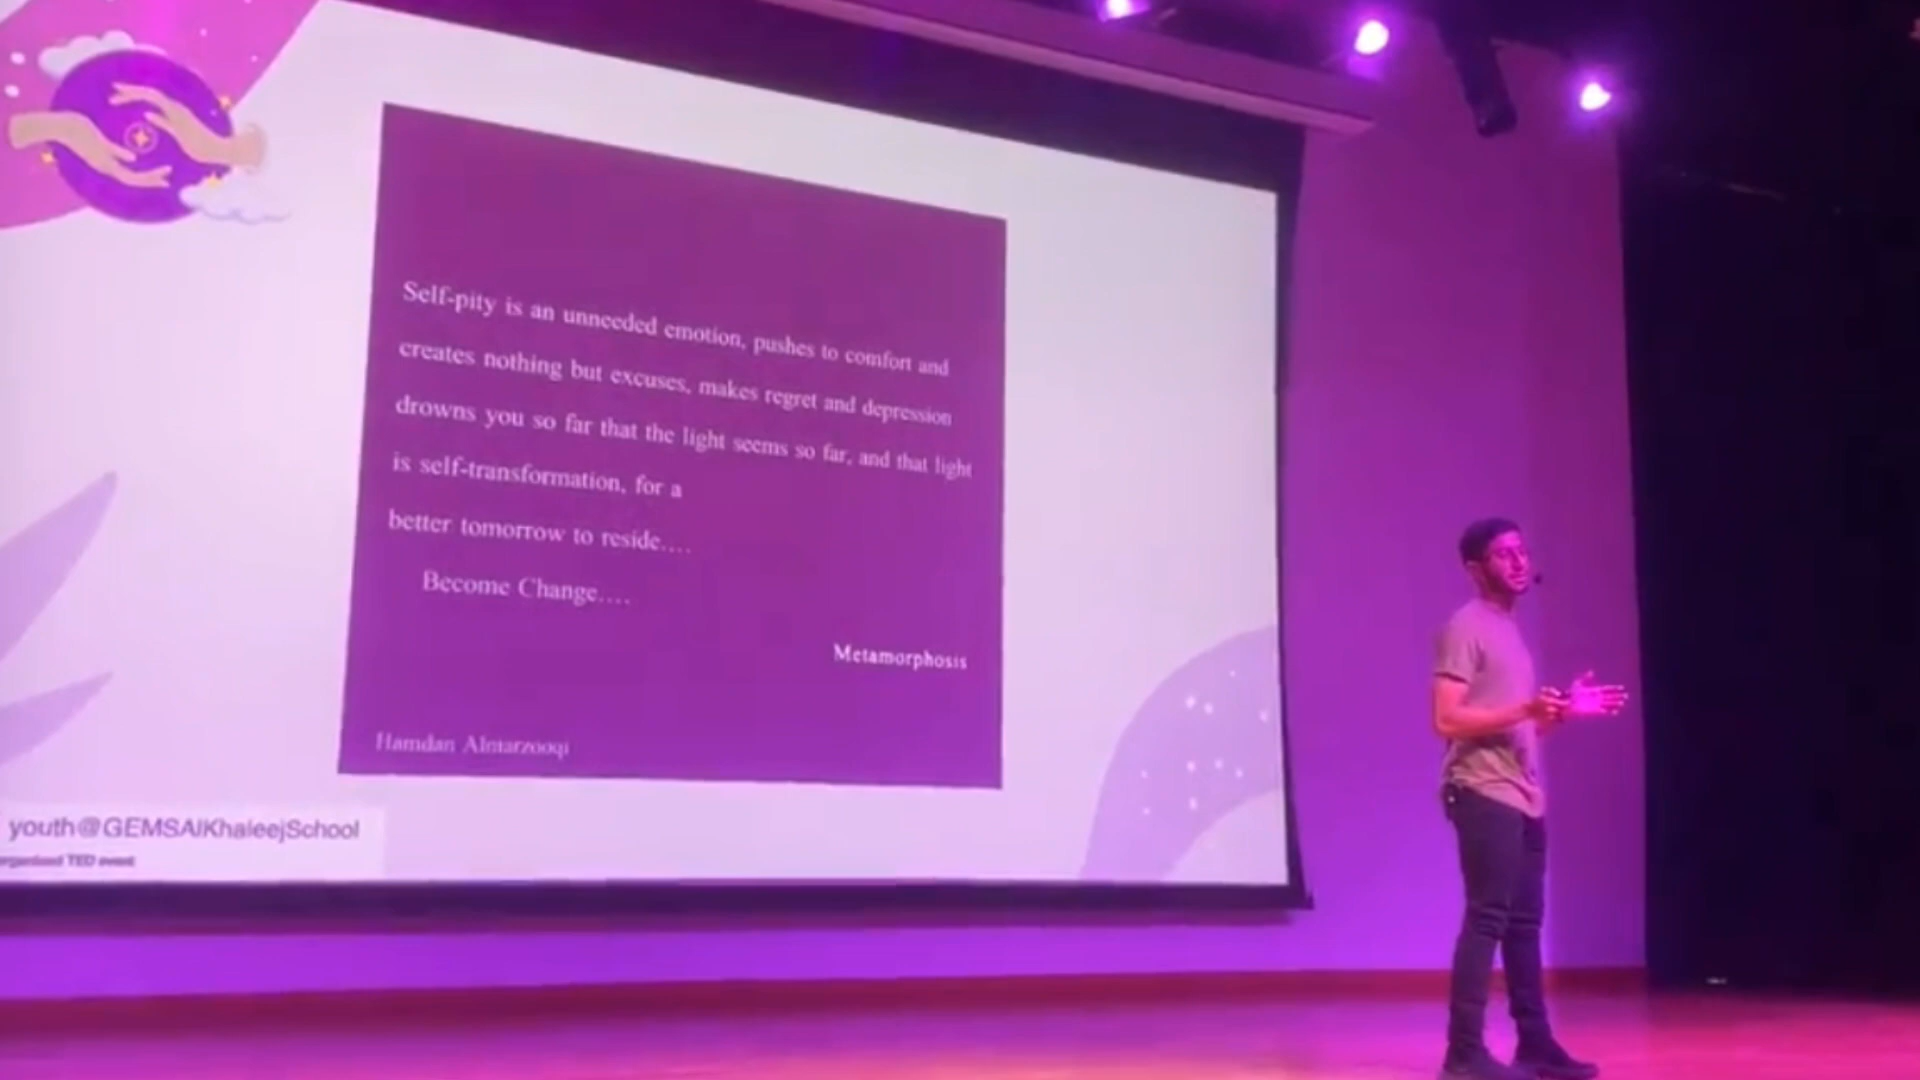 Self-pity is an unneeded emotion, pushes to comfort and
creates nothing but excuses, makes regret and depression
drowns you so far that the light seems so far, and that light
is self-transformation, for a
better tomorrow to reside....
Become Change....
Metamorphosis
Hamdan Almarzooqi
youth@GEMSAlKhaleejSchool
organised TED event